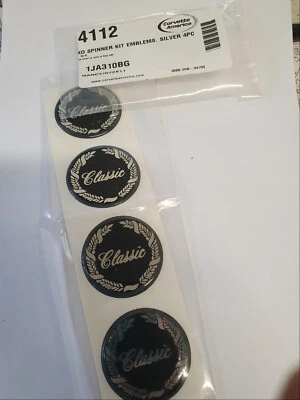 4112
Corvette
America
KO SPINNER KIT EMBLEMS. SILVER 4PC
1JA310BG
Classic
Classic
Classic
Classic